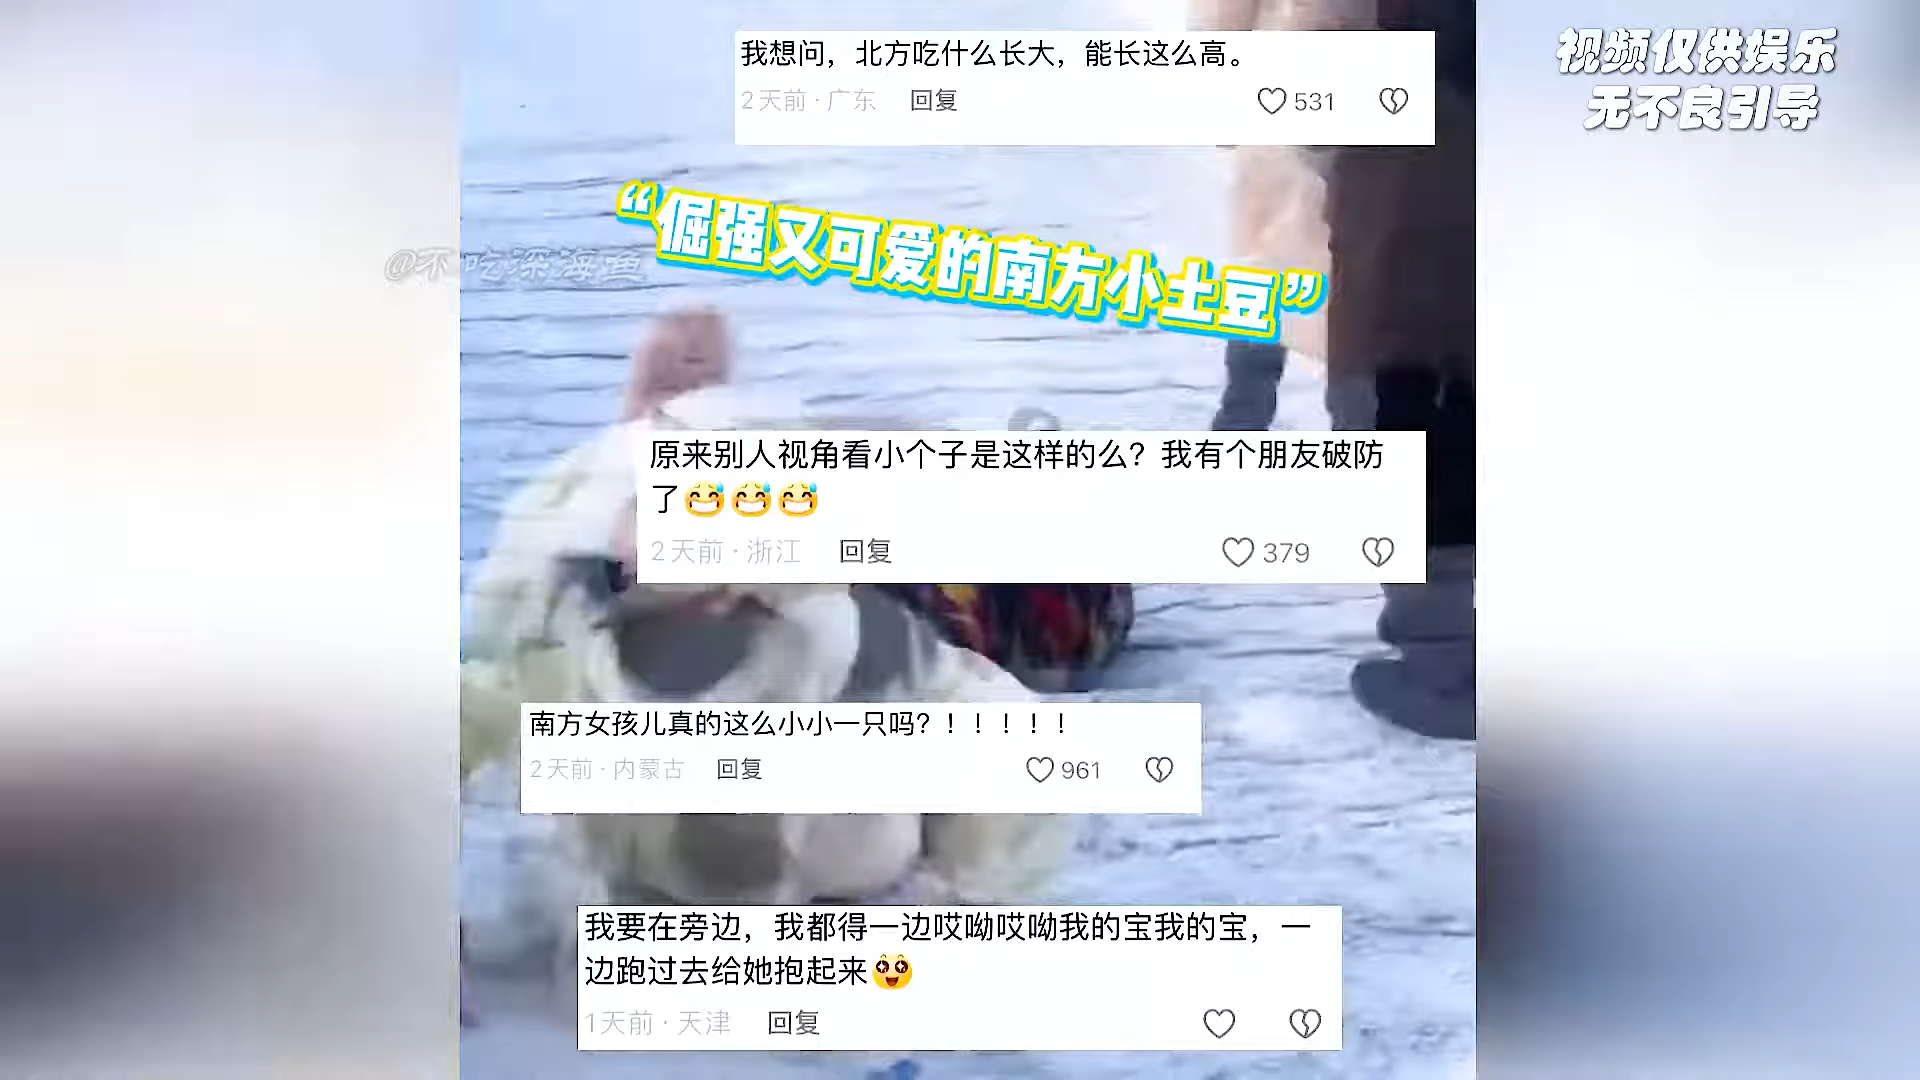 我想问，北方吃什么长大，能长这么高。
2天前·广东 回复 531
视频仅供娱乐
无不良引导
“倔强又可爱的南方小土豆”
@不吃深海鱼
原来别人视角看小个子是这样的么？我有个朋友破防
了😅😅😅
2天前·浙江 回复 379
南方女孩儿真的这么小小一只吗？！！！！！
2天前·内蒙古 回复 961
我要在旁边，我都得一边哎呦哎呦我的宝我的宝，一
边跑过去给她抱起来🤩
1天前·天津 回复